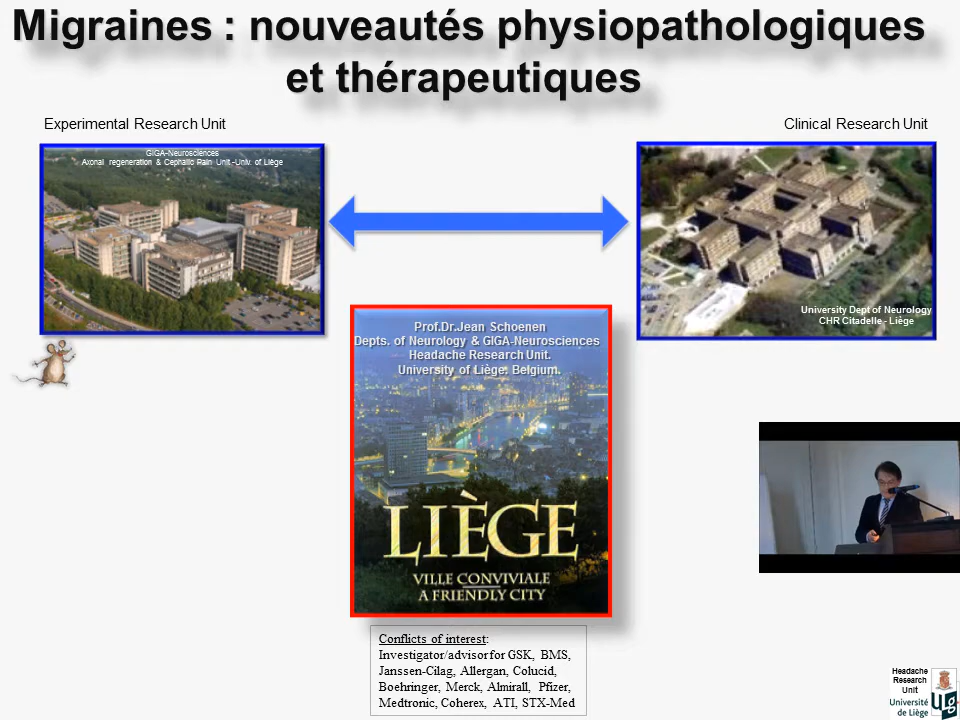 Migraines : nouveautés physiopathologiques
et thérapeutiques
Experimental Research Unit
Clinical Research Unit
GIGA-Neurosciences
Axonal regeneration & Cephalic Pain Unit -Univ. of Liège
University Dept of Neurology
CHR Citadelle - Liège
Prof.Dr.Jean Schoenen
Depts. of Neurology & GIGA-Neurosciences
Headache Research Unit.
University of Liège. Belgium.
LIÈGE
VILLE CONVIVIALE
A FRIENDLY CITY
Conflicts of interest:
Investigator/advisor for GSK, BMS,
Janssen-Cilag, Allergan, Colucid,
Boehringer, Merck, Almirall, Pfizer,
Medtronic, Coherex, ATI, STX-Med
Headache
Research
Unit
Université
de Liège
ULg